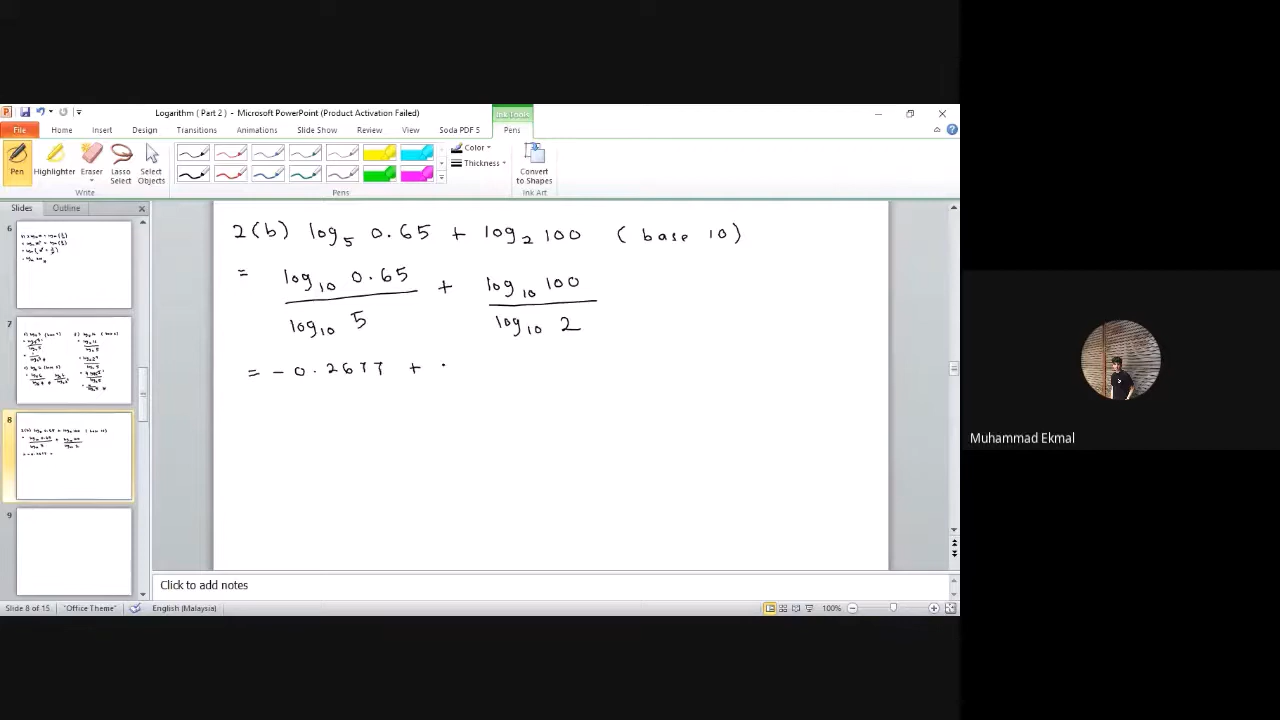 Logarithm ( Part 2 ) - Microsoft PowerPoint (Product Activation Failed)
Ink Tools
File Home Insert Design Transitions Animations Slide Show Review View Soda PDF 5 Pens
Pen Highlighter Eraser Lasso Select Select Objects
Color
Thickness
Convert to Shapes
Write Pens Ink Art
Slides Outline
6
7
8
9
2(b) log₅ 0.65 + log₂ 100 ( base 10)
= log₁₀ 0.65 / log₁₀ 5 + log₁₀ 100 / log₁₀ 2
= - 0.2677 +
Muhammad Ekmal
Click to add notes
Slide 8 of 15 "Office Theme" English (Malaysia) 100%